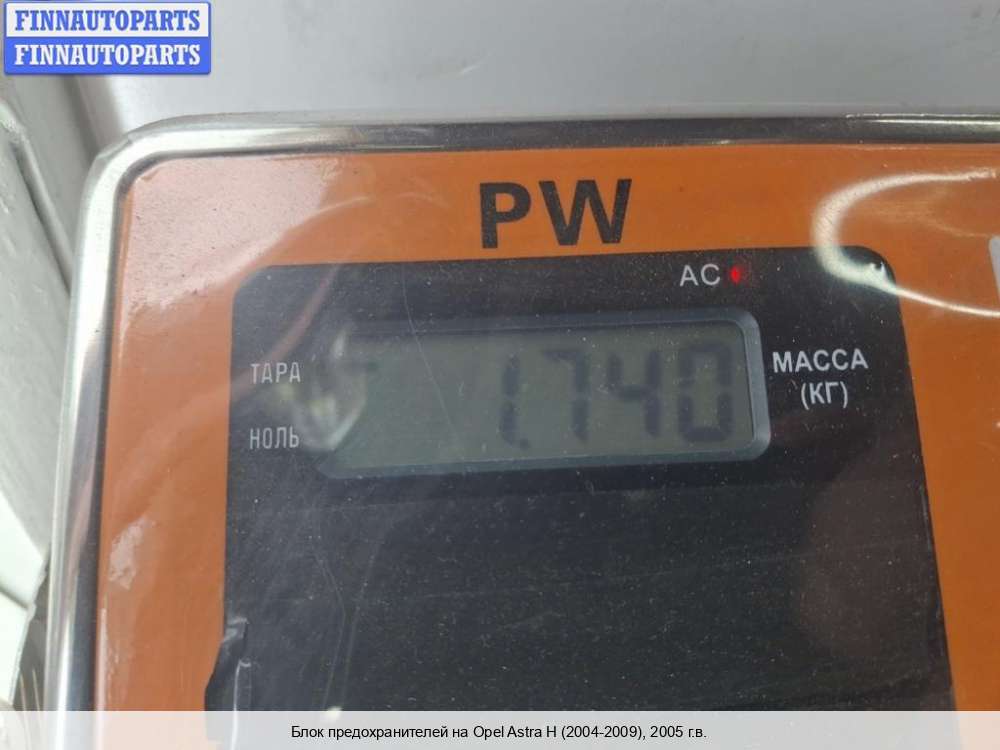 FINNAUTOPARTS
FINNAUTOPARTS
PW
AC
ТАРА
1.740
МАССА
(КГ)
НОЛЬ
Блок предохранителей на Opel Astra H (2004-2009), 2005 г.в.